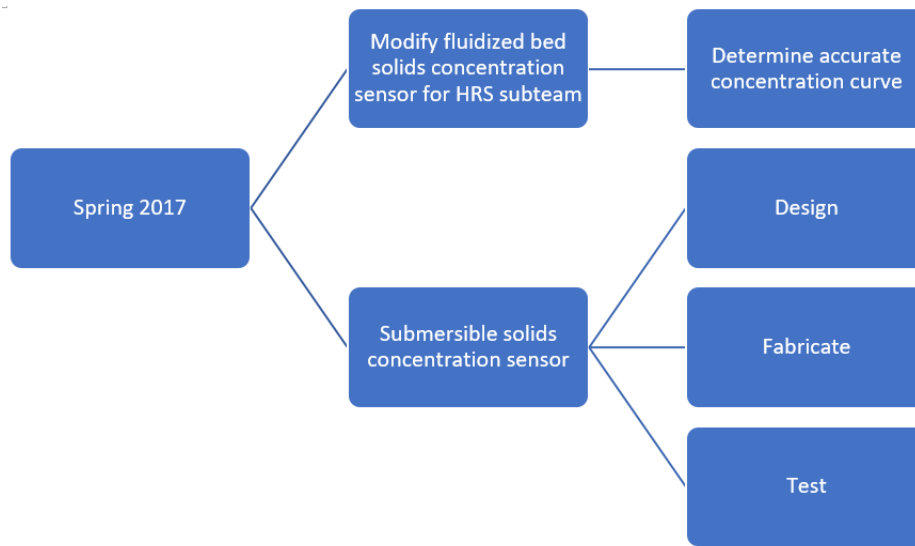 Modify fluidized bed
solids concentration
sensor for HRS subteam
Determine accurate
concentration curve
Spring 2017
Design
Submersible solids
concentration sensor
Fabricate
Test